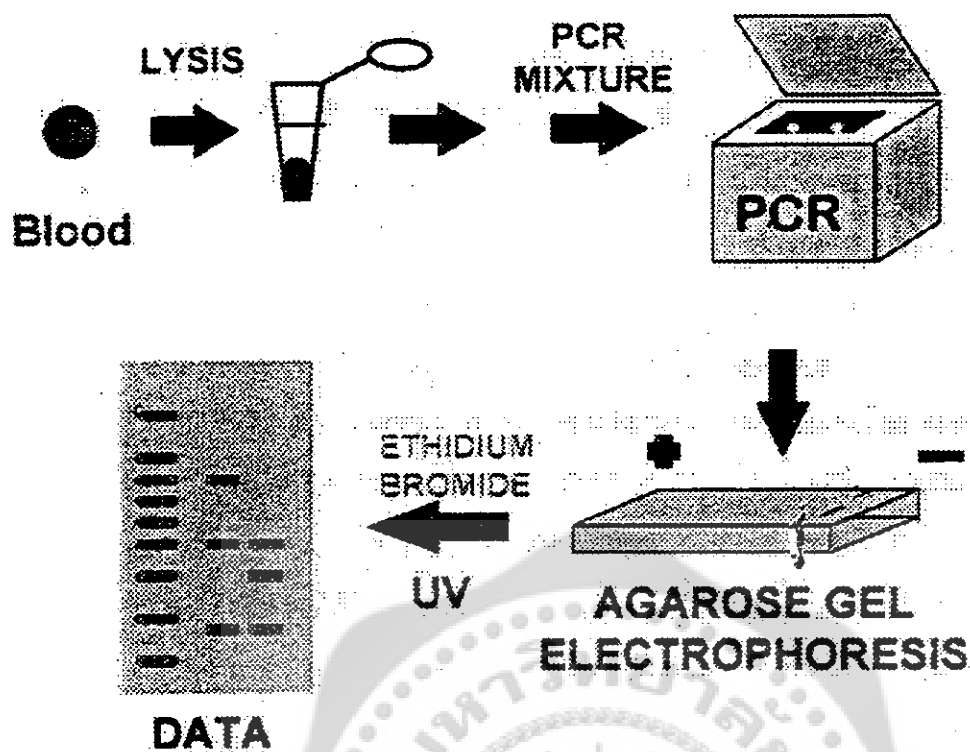 LYSIS
Blood
PCR
MIXTURE
PCR
+
−
AGAROSE GEL
ELECTROPHORESIS
ETHIDIUM
BROMIDE
UV
DATA